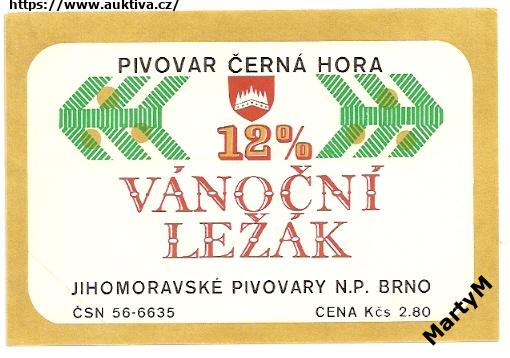 https://www.auktiva.cz/
PIVOVAR ČERNÁ HORA
12%
VÁNOČNÍ
LEŽÁK
JIHOMORAVSKÉ PIVOVARY N.P. BRNO
ČSN 56-6635 CENA Kčs 2.80
MartyM